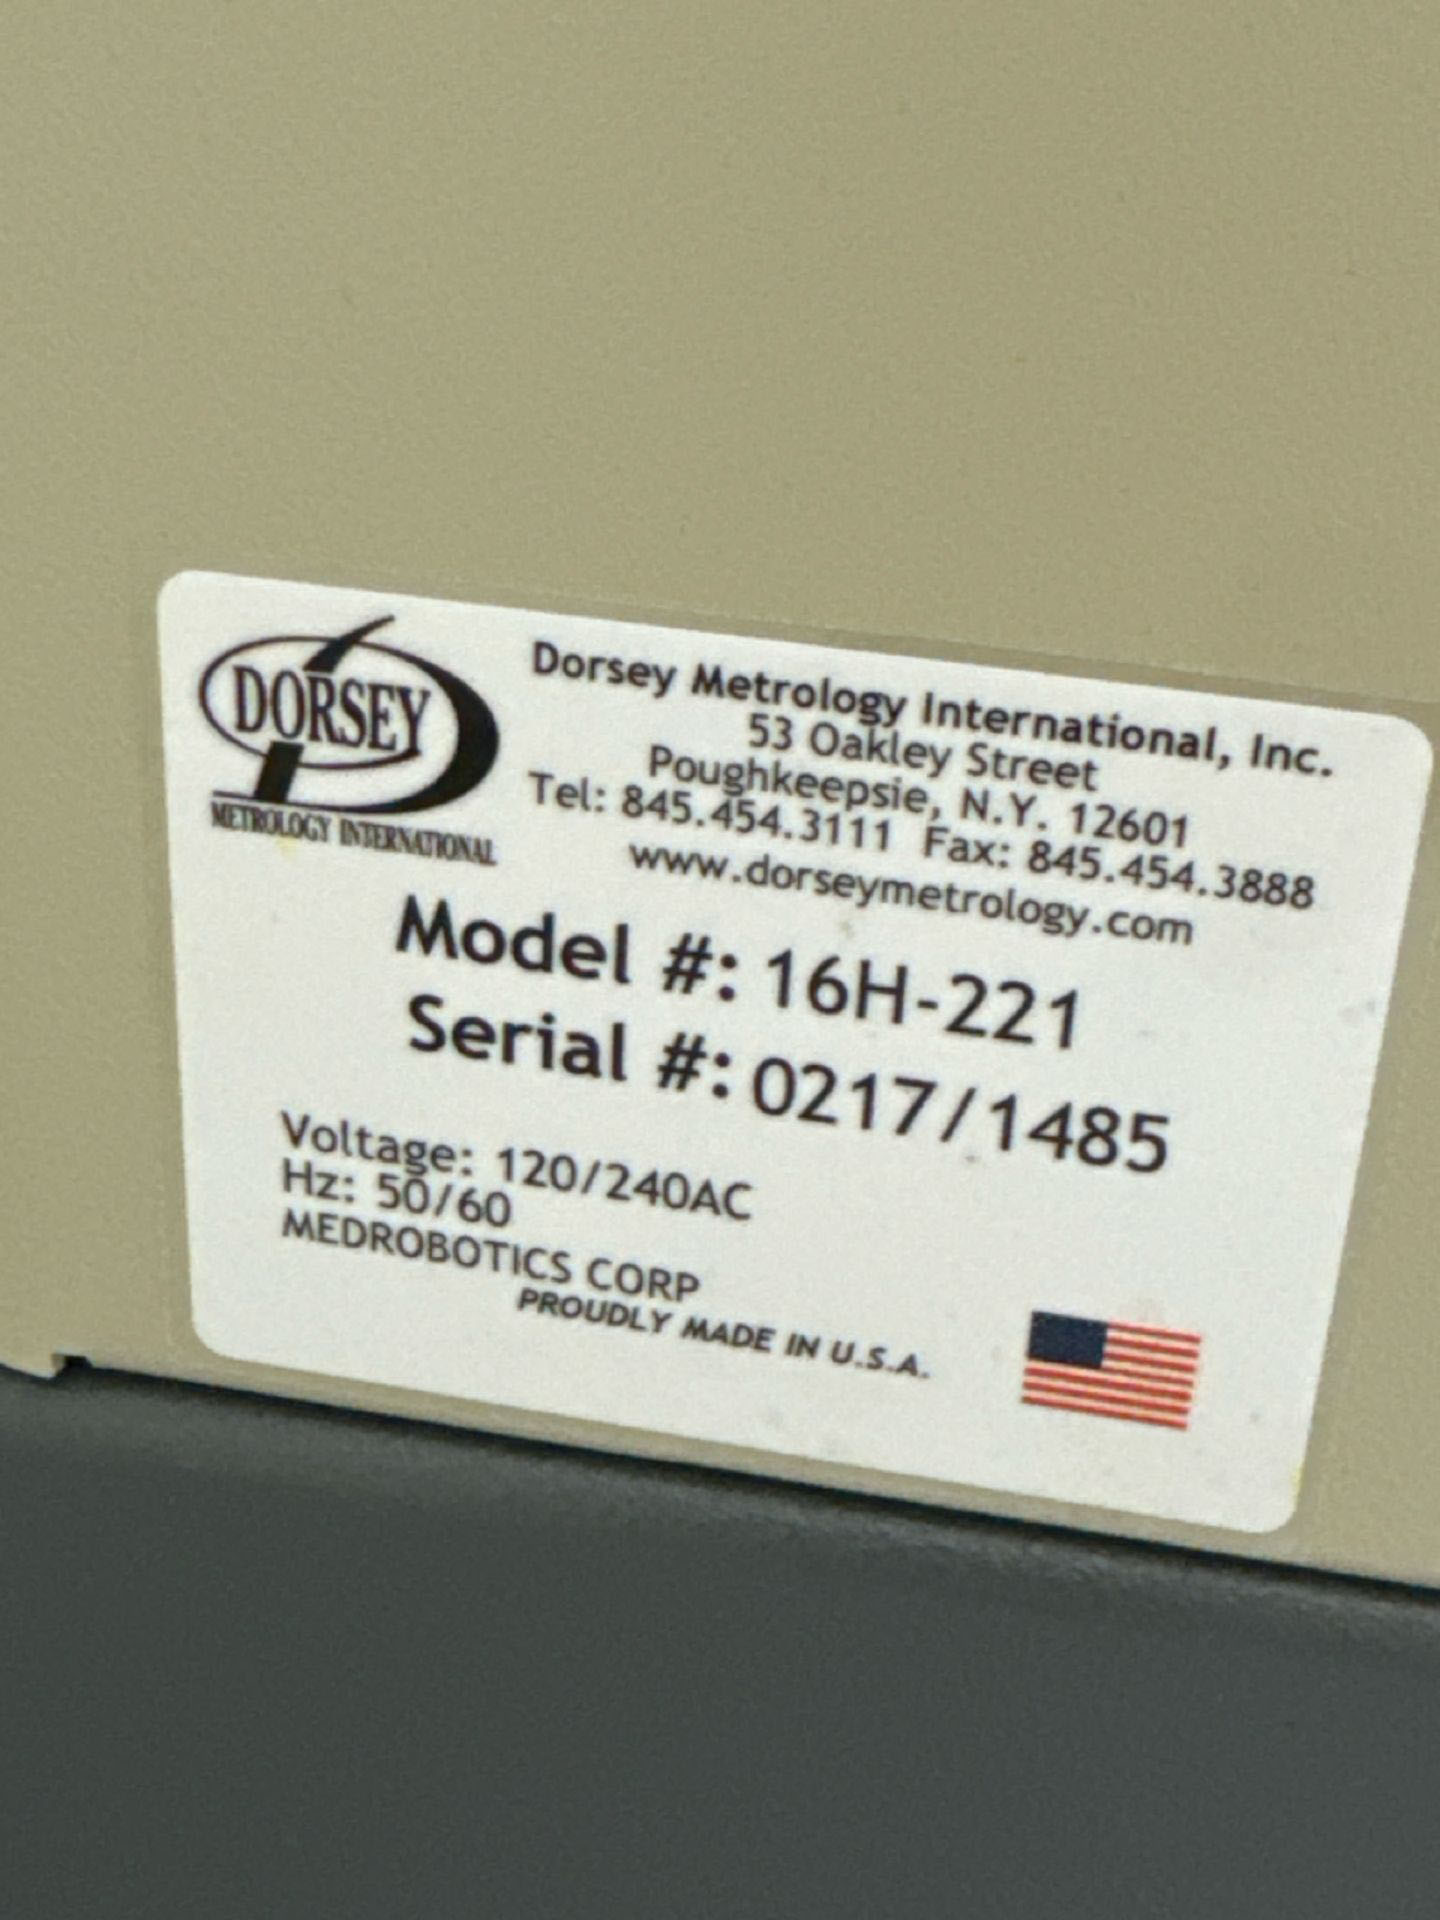 DORSEY
METROLOGY INTERNATIONAL
Dorsey Metrology International, Inc.
53 Oakley Street
Poughkeepsie, N.Y. 12601
Tel: 845.454.3111 Fax: 845.454.3888
www.dorseymetrology.com
Model #: 16H-221
Serial #: 0217/1485
Voltage: 120/240AC
Hz: 50/60
MEDROBOTICS CORP
PROUDLY MADE IN U.S.A.